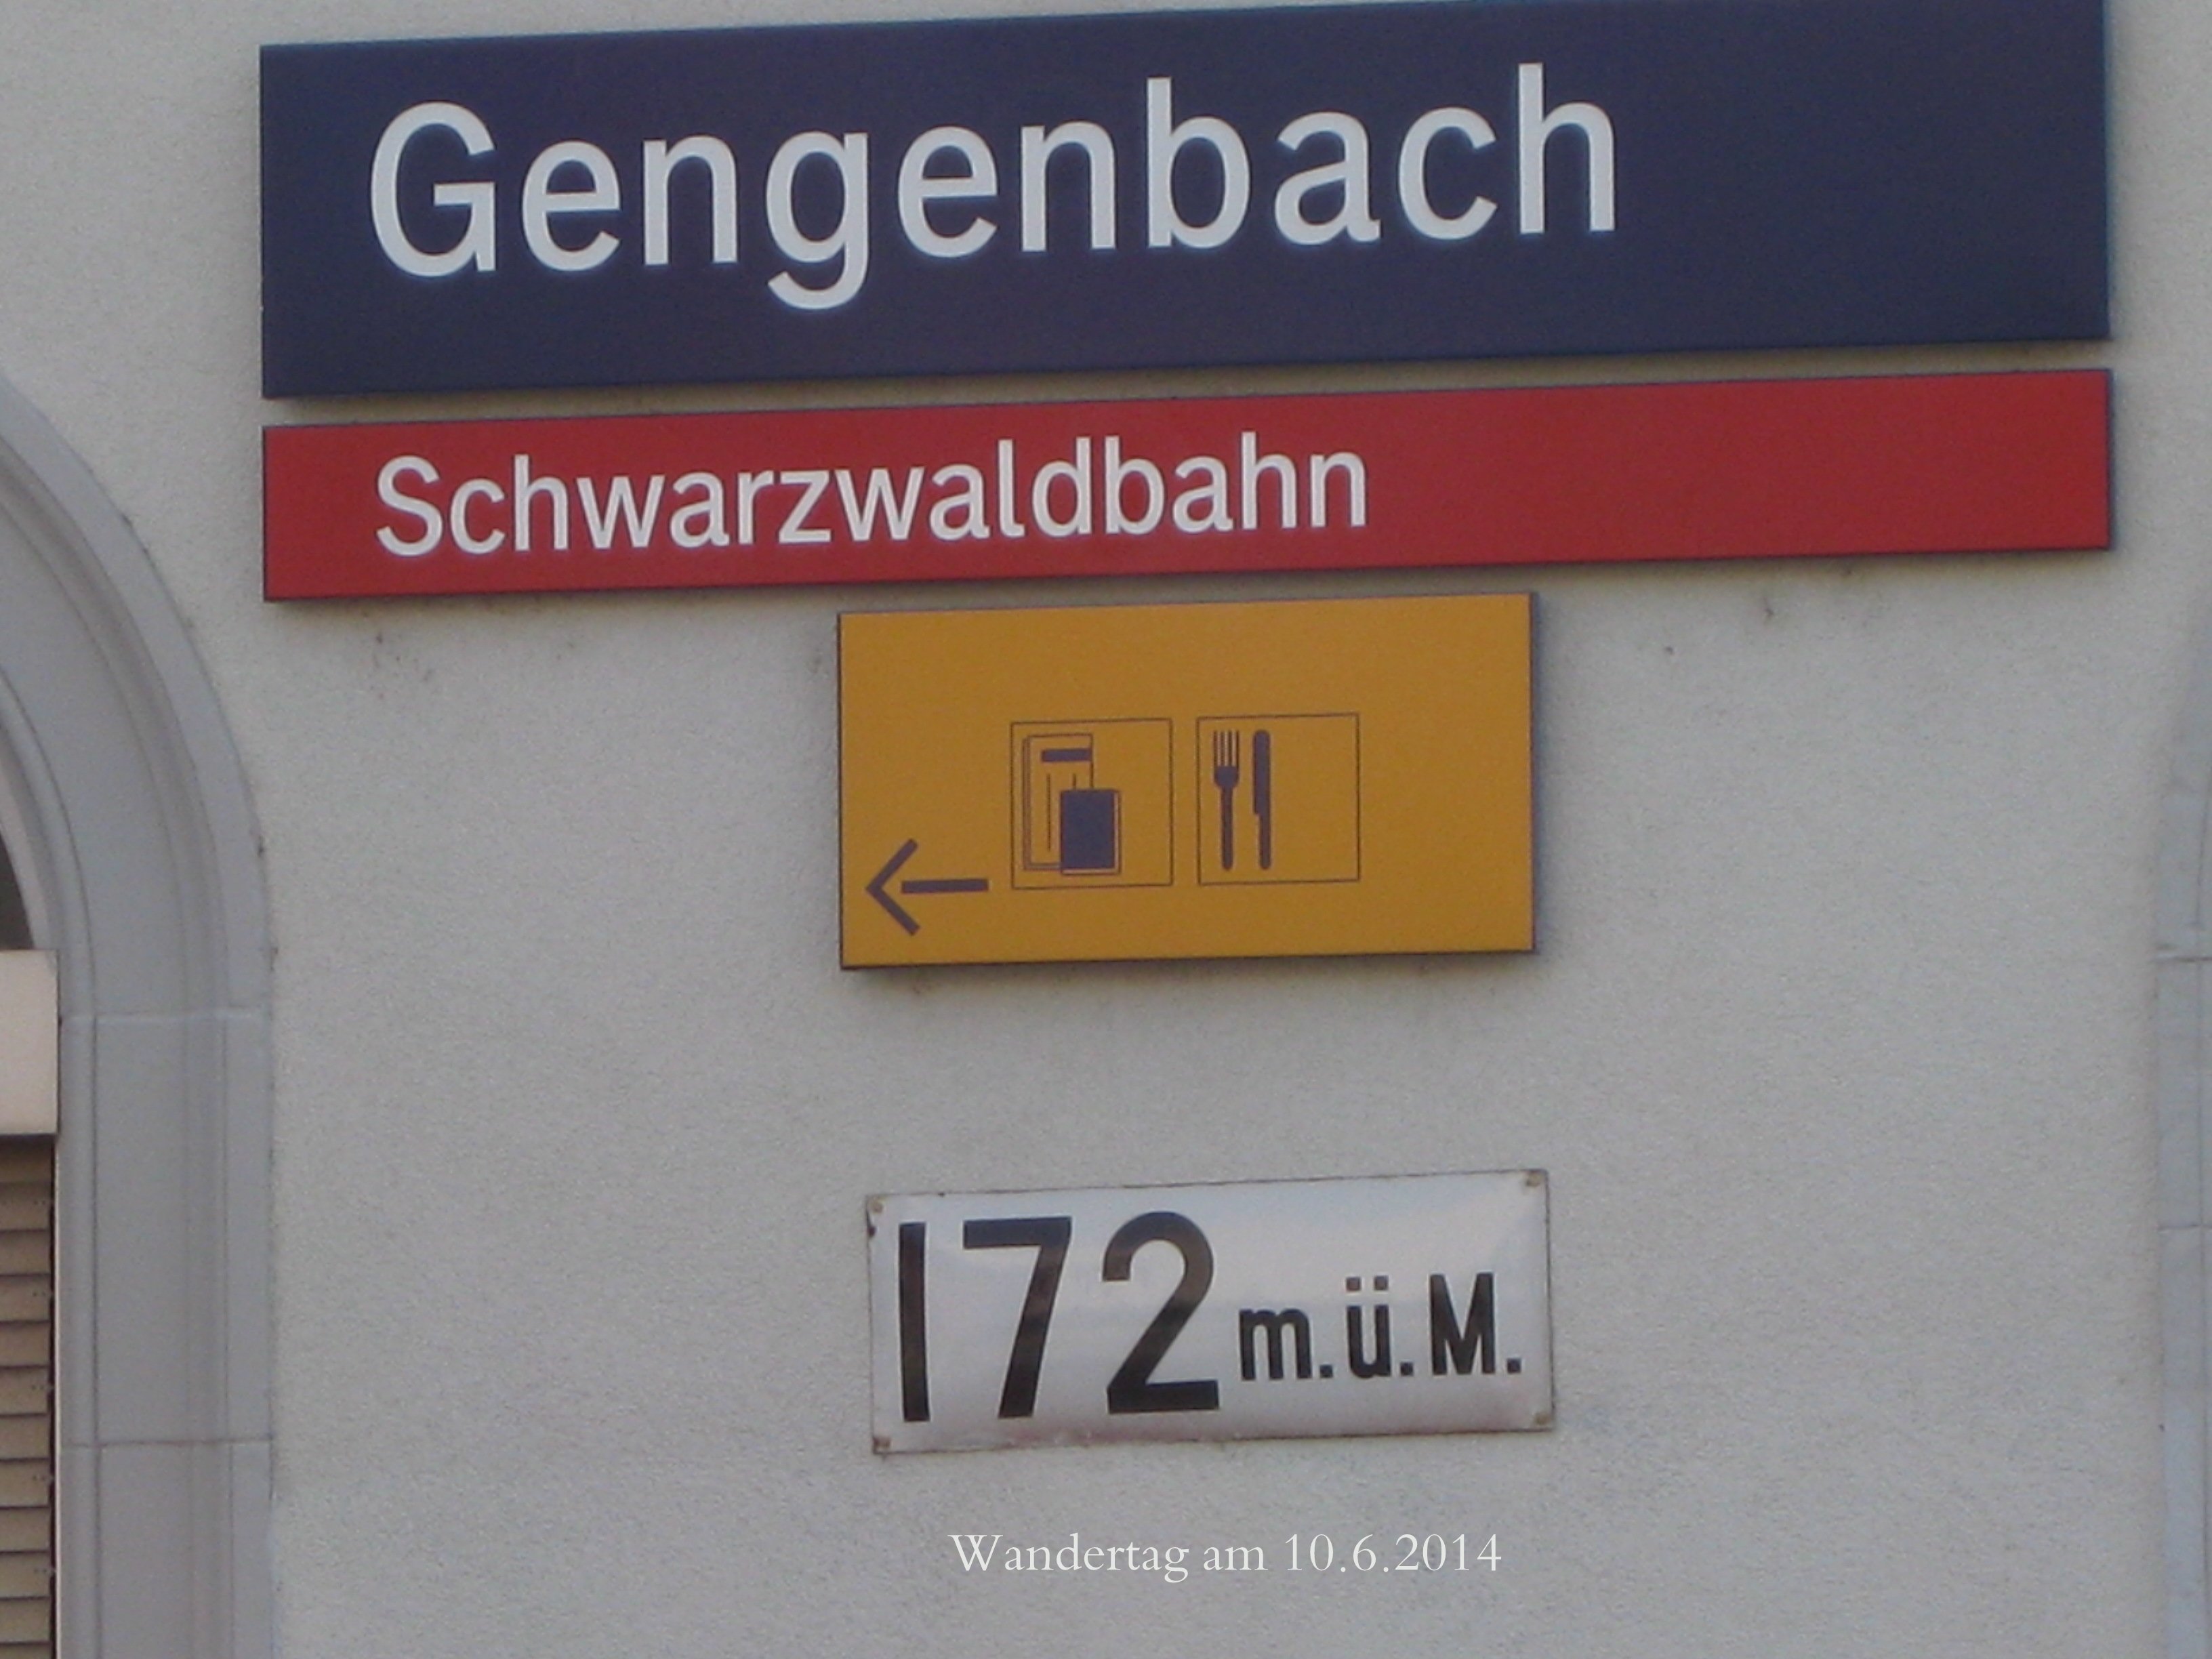 Gengenbach
Schwarzwaldbahn
172 m.ü.M.
Wandertag am 10.6.2014